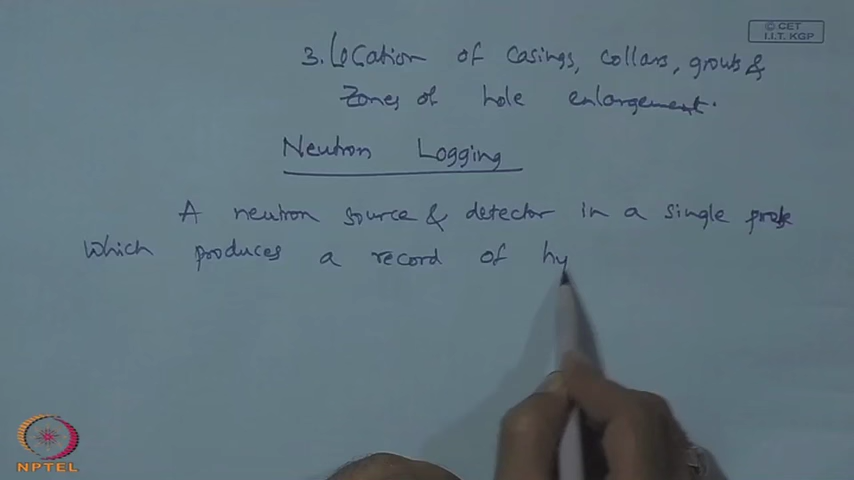 © CET
I.I.T. KGP
3. Location of casings, collars, grouts &
Zones of hole enlargement.
Neutron Logging
A neutron source & detector in a single probe
which produces a record of hy
NPTEL